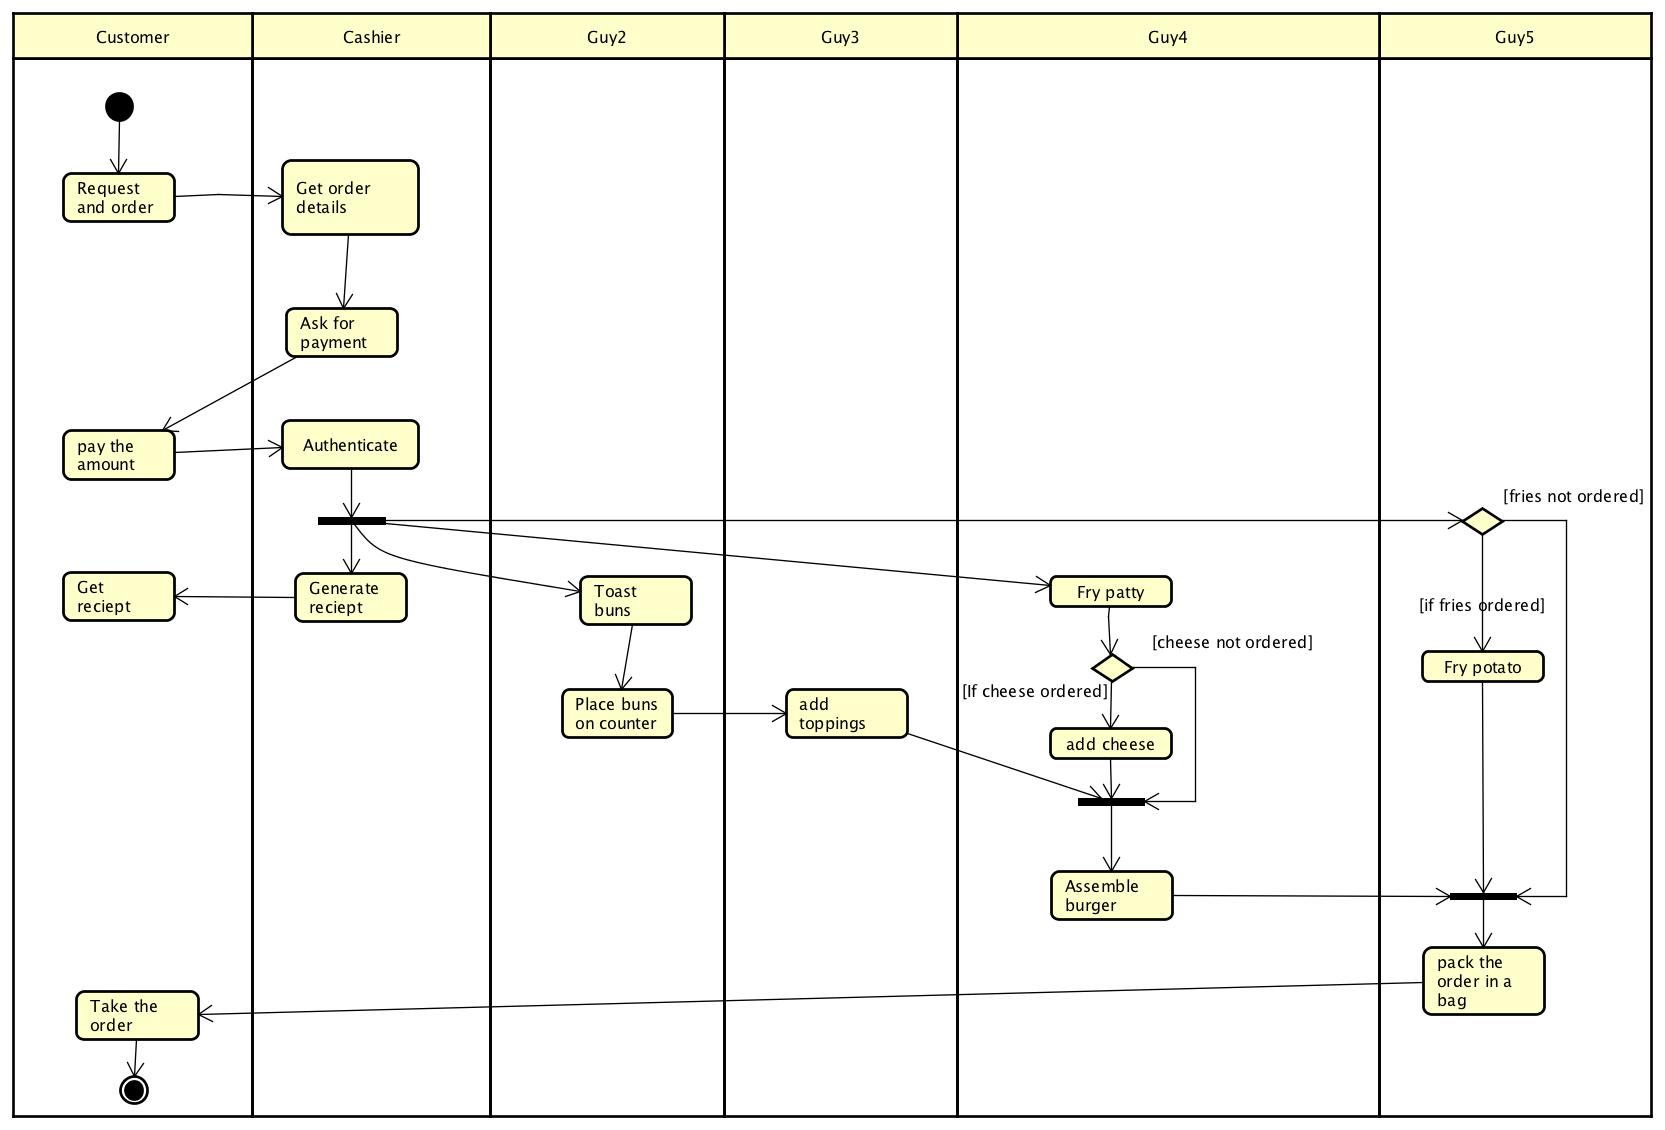 Customer
Cashier
Guy2
Guy3
Guy4
Guy5
Request
and order
Get order
details
Ask for
payment
pay the
amount
Authenticate
[fries not ordered]
Get
reciept
Generate
reciept
Toast
buns
Fry patty
[if fries ordered]
[cheese not ordered]
Fry potato
[If cheese ordered]
Place buns
on counter
add
toppings
add cheese
Assemble
burger
pack the
order in a
bag
Take the
order